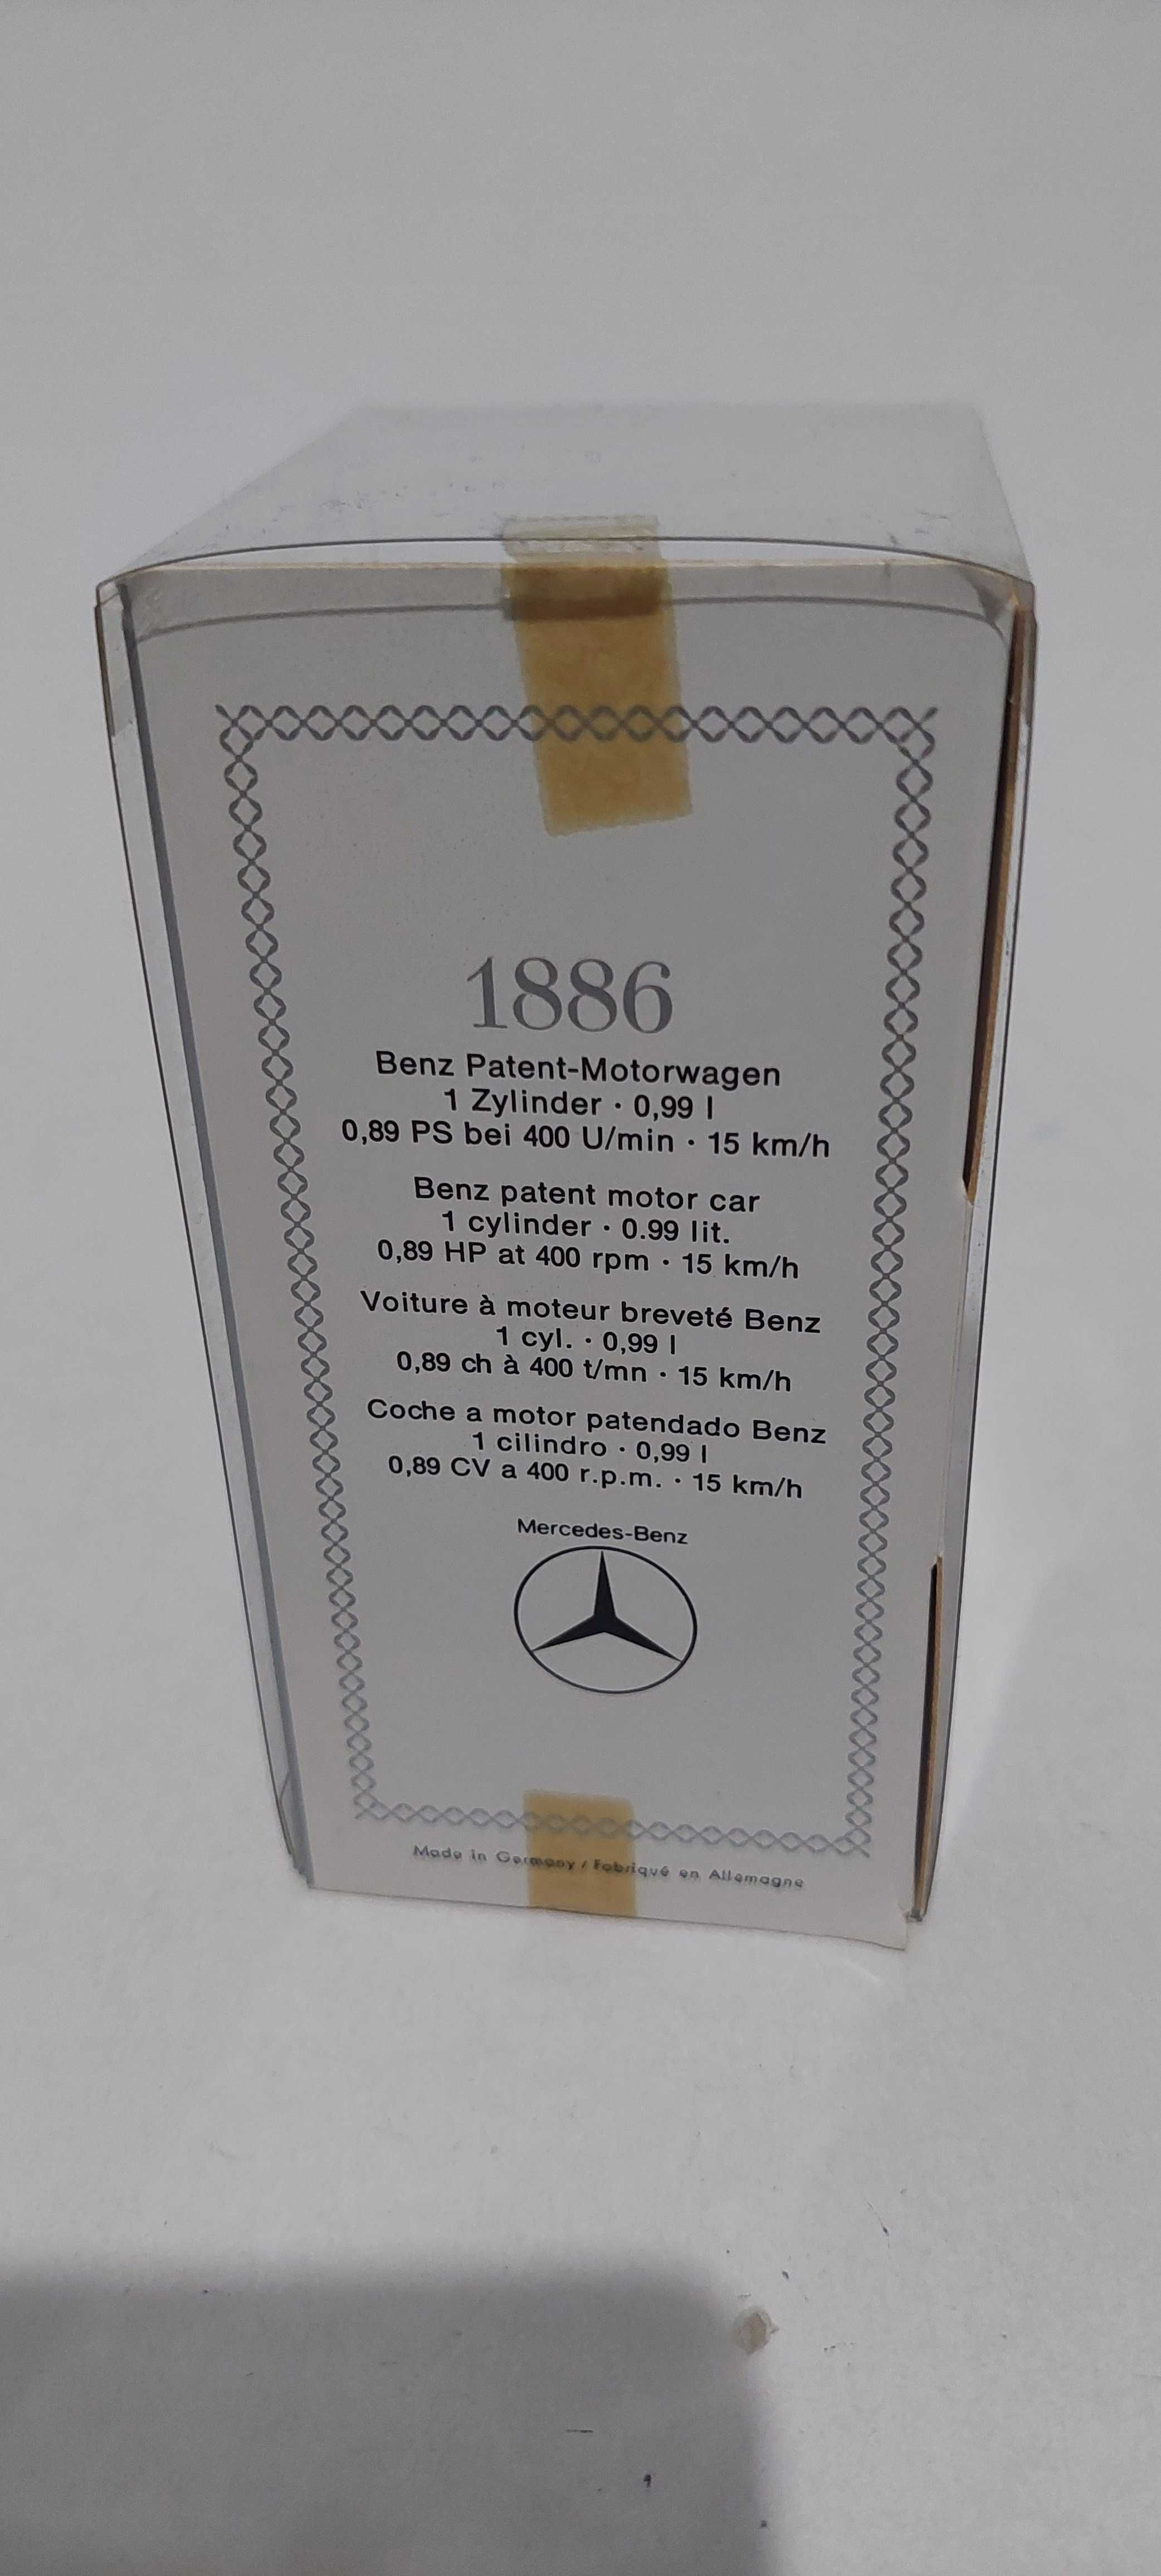 1886
Benz Patent-Motorwagen
1 Zylinder · 0,99 l
0,89 PS bei 400 U/min · 15 km/h
Benz patent motor car
1 cylinder · 0.99 lit.
0,89 HP at 400 rpm · 15 km/h
Voiture à moteur breveté Benz
1 cyl. · 0,99 l
0,89 ch à 400 t/mn · 15 km/h
Coche a motor patendado Benz
1 cilindro · 0,99 l
0,89 CV a 400 r.p.m. · 15 km/h
Mercedes-Benz
Made in Germany / Fabriqué en Allemagne